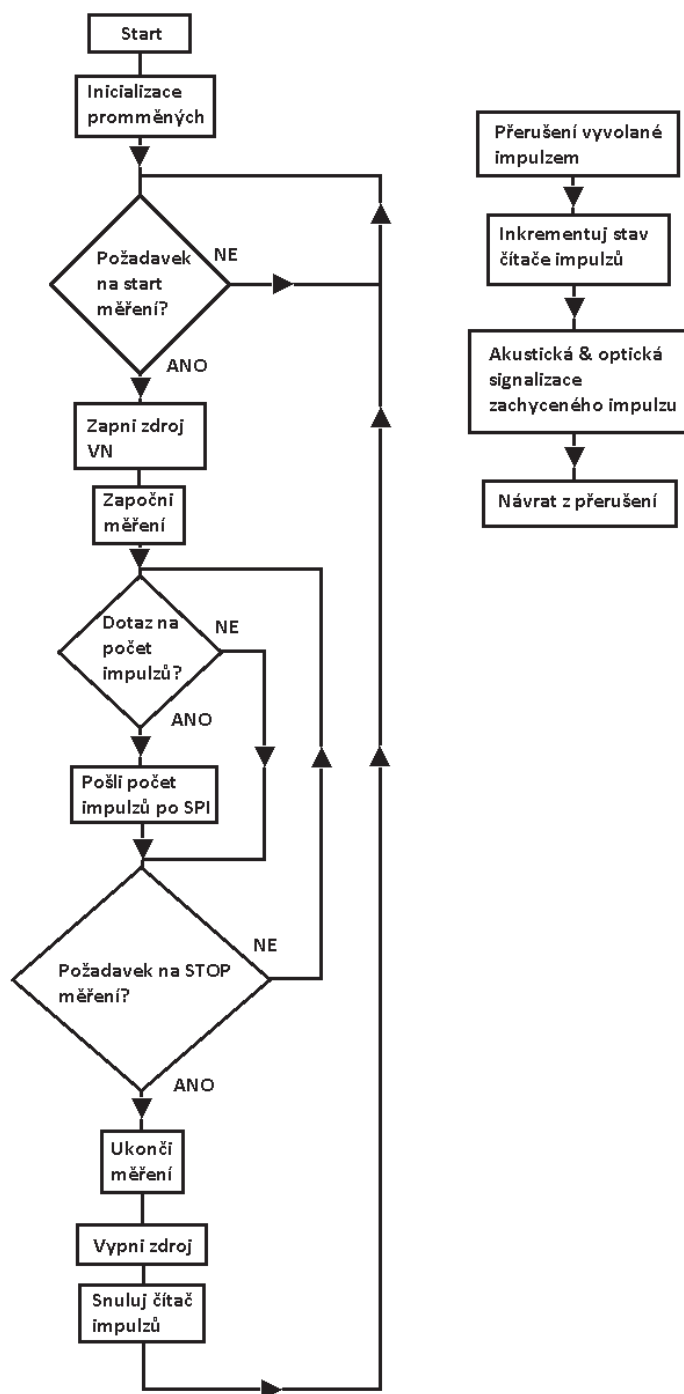 Start
Inicializace
promměných
Požadavek
na start
měření?
NE
ANO
Zapni zdroj
VN
Započni
měření
Dotaz na
počet
impulzů?
NE
ANO
Pošli počet
impulzů po SPI
Požadavek na STOP
měření?
NE
ANO
Ukonči
měření
Vypni zdroj
Snuluj čítač
impulzů
Přerušení vyvolané
impulzem
Inkrementuj stav
čítače impulzů
Akustická & optická
signalizace
zachyceného impulzu
Návrat z přerušení